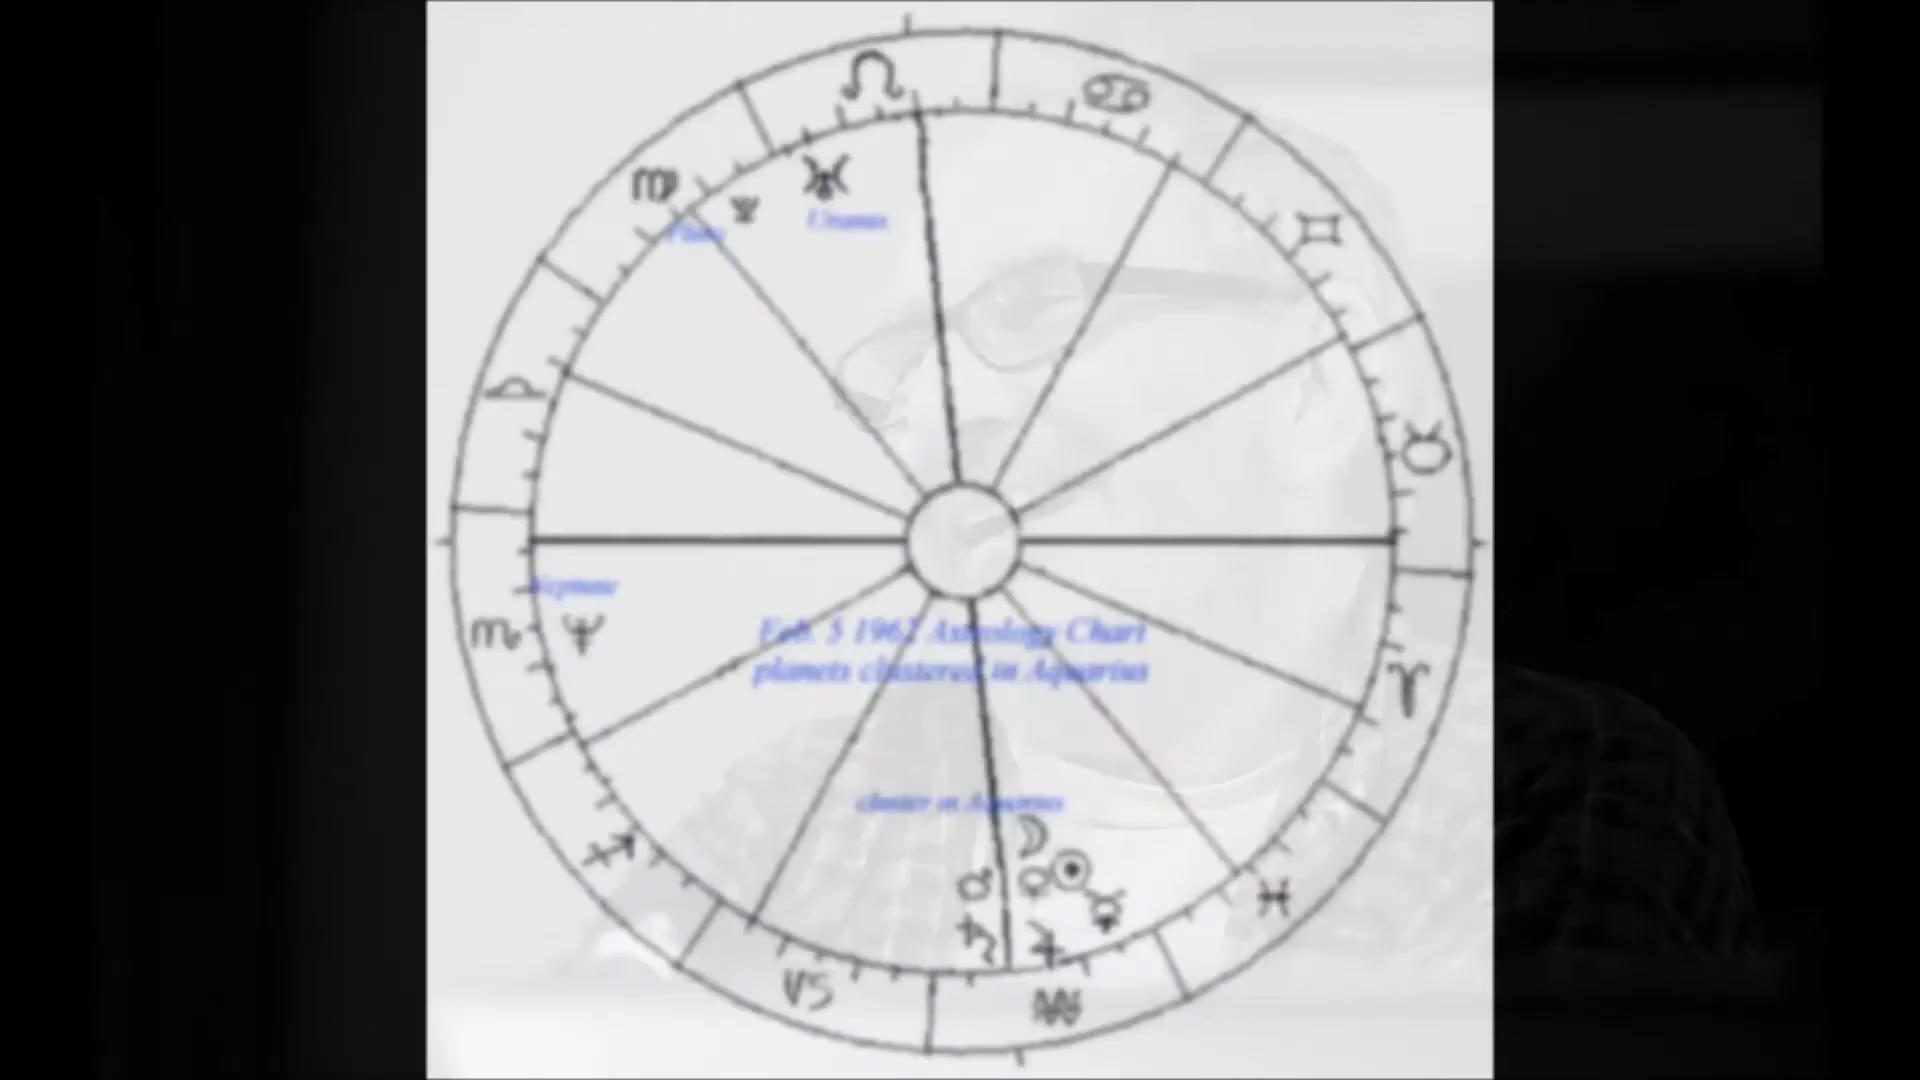 Uranus
Pluto
Neptune
Feb. 5 1962 Astrology Chart
planets clustered in Aquarius
cluster in Aquarius